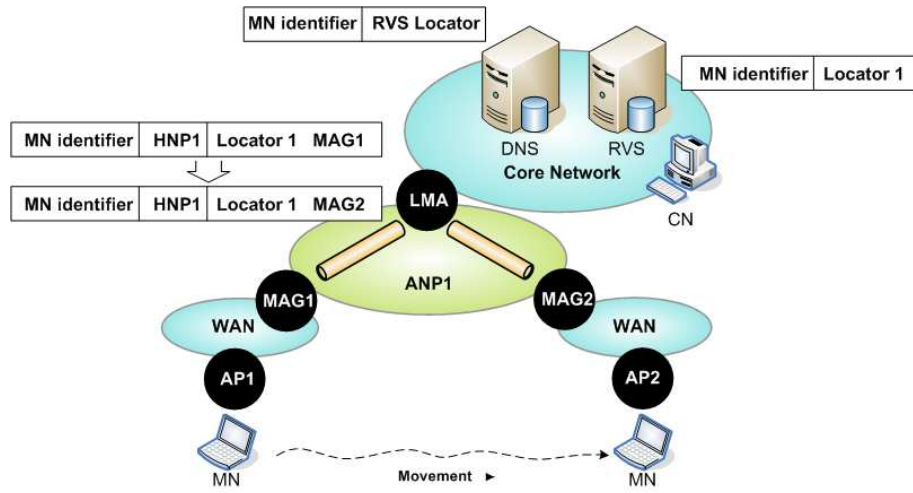 MN identifier RVS Locator
MN identifier Locator 1
MN identifier HNP1 Locator 1 MAG1
DNS RVS
Core Network
MN identifier HNP1 Locator 1 MAG2
LMA
CN
ANP1
MAG1 MAG2
WAN WAN
AP1 AP2
MN MN
Movement